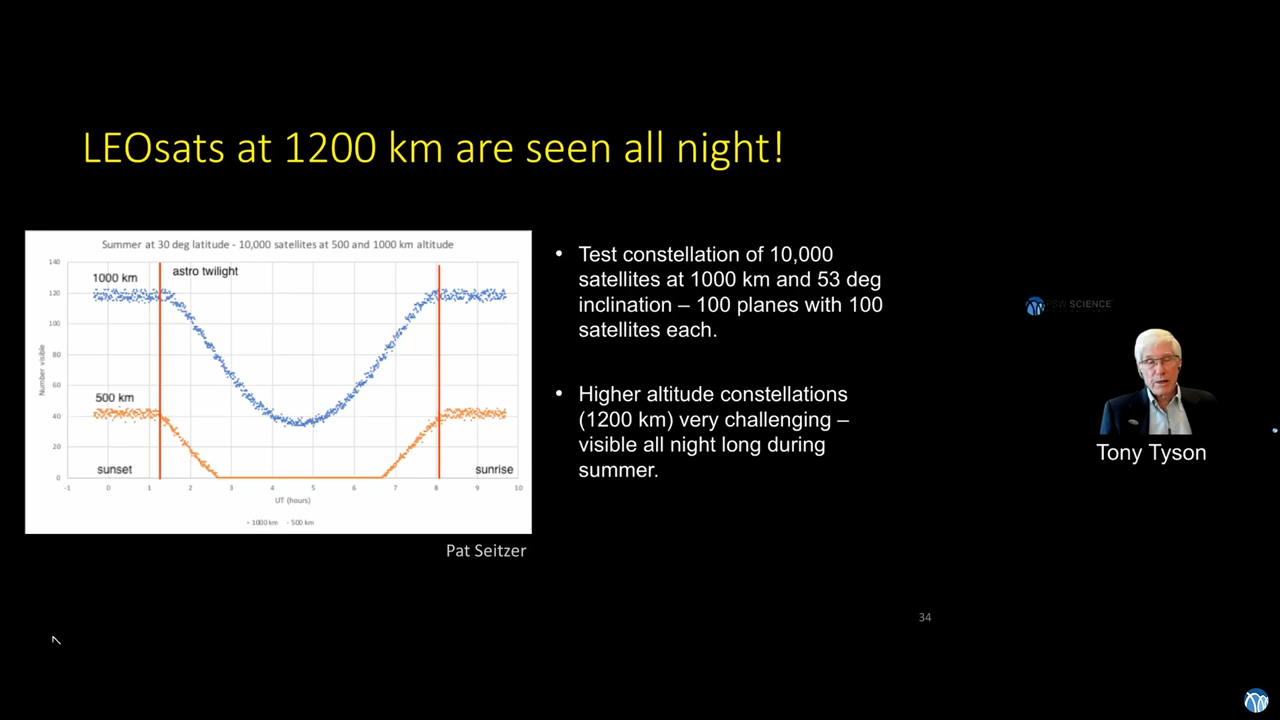 LEOsats at 1200 km are seen all night!
Summer at 30 deg latitude - 10,000 satellites at 500 and 1000 km altitude
140
120
100
80
60
40
20
0
Number visible
1000 km
astro twilight
500 km
sunset
sunrise
-1 0 1 2 3 4 5 6 7 8 9 10
UT (hours)
1000 km 500 km
Pat Seitzer
• Test constellation of 10,000
satellites at 1000 km and 53 deg
inclination – 100 planes with 100
satellites each.
• Higher altitude constellations
(1200 km) very challenging –
visible all night long during
summer.
34
PSW SCIENCE
Tony Tyson